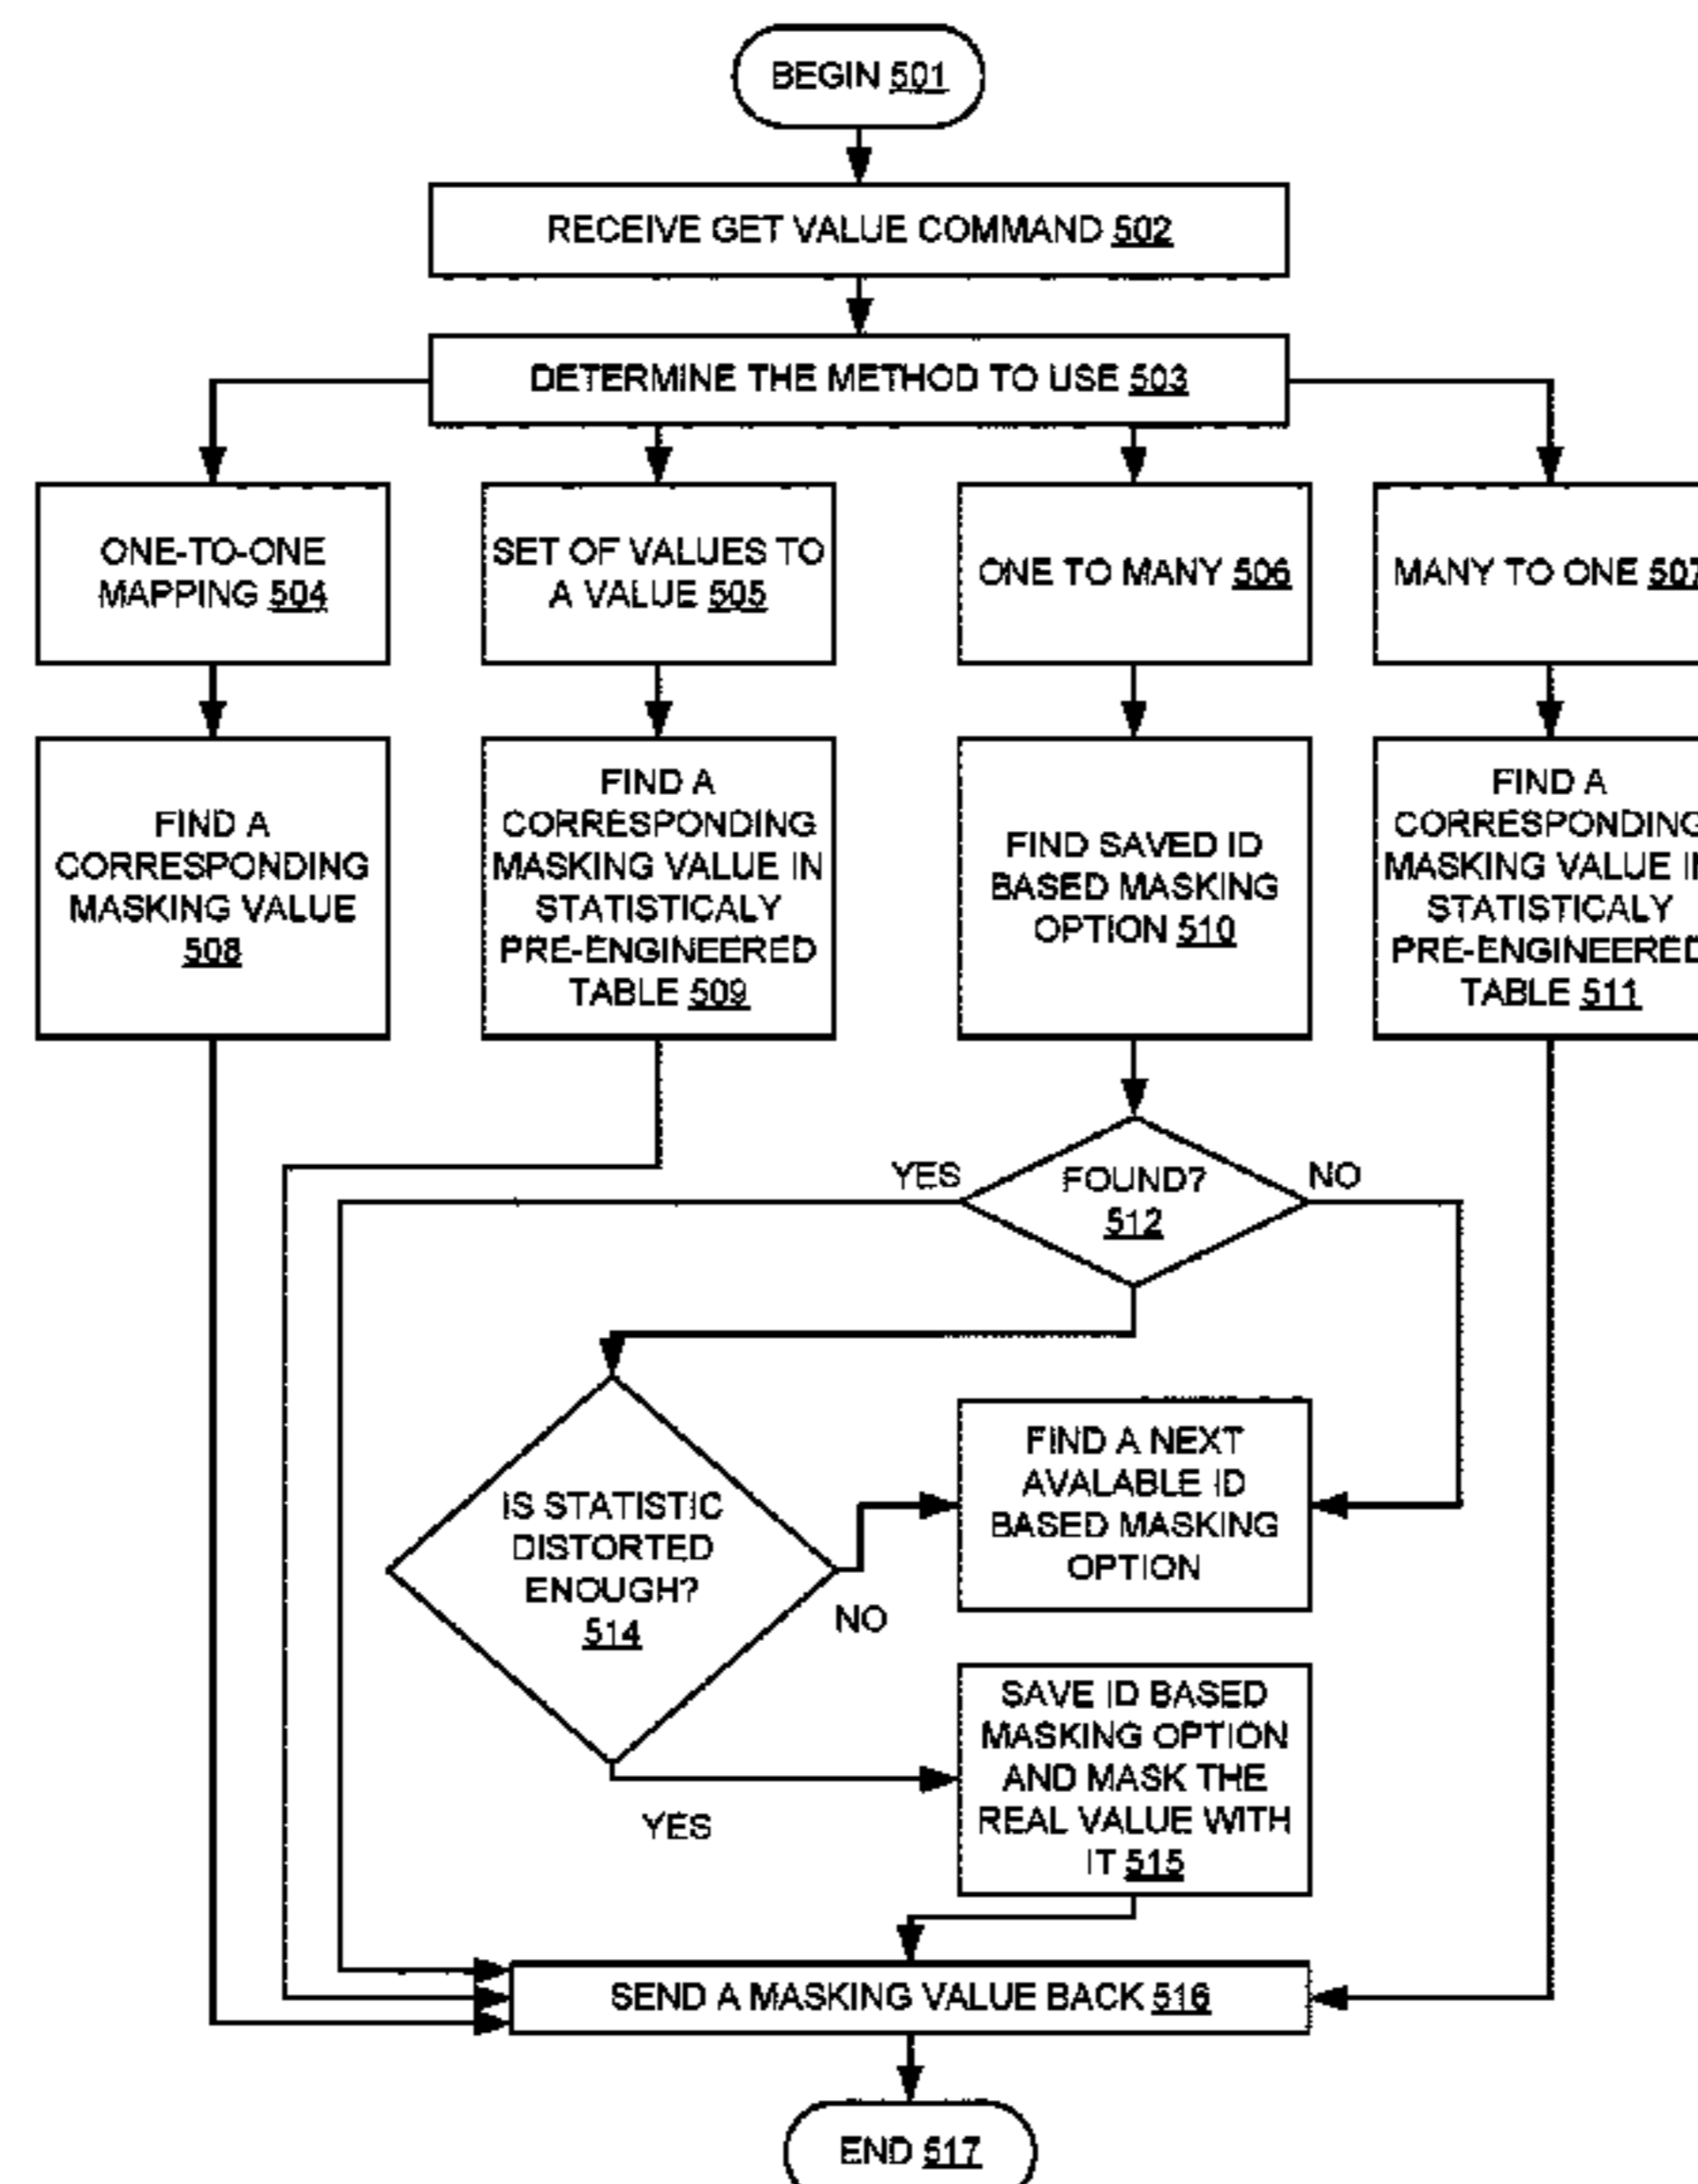 BEGIN 501
RECEIVE GET VALUE COMMAND 502
DETERMINE THE METHOD TO USE 503
ONE-TO-ONE
MAPPING 504
SET OF VALUES TO
A VALUE 505
ONE TO MANY 506
MANY TO ONE 507
FIND A
CORRESPONDING
MASKING VALUE
508
FIND A
CORRESPONDING
MASKING VALUE IN
STATISTICALY
PRE-ENGINEERED
TABLE 509
FIND SAVED ID
BASED MASKING
OPTION 510
FIND A
CORRESPONDING
MASKING VALUE IN
STATISTICALY
PRE-ENGINEERED
TABLE 511
YES
FOUND?
512
NO
IS STATISTIC
DISTORTED
ENOUGH?
514
NO
YES
FIND A NEXT
AVALABLE ID
BASED MASKING
OPTION
SAVE ID BASED
MASKING OPTION
AND MASK THE
REAL VALUE WITH
IT 515
SEND A MASKING VALUE BACK 516
END 517